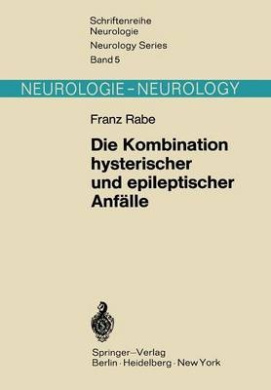 Schriftenreihe
Neurologie
Neurology Series
Band 5
NEUROLOGIE–NEUROLOGY
Franz Rabe
Die Kombination
hysterischer
und epileptischer
Anfälle
Springer-Verlag
Berlin · Heidelberg · New York